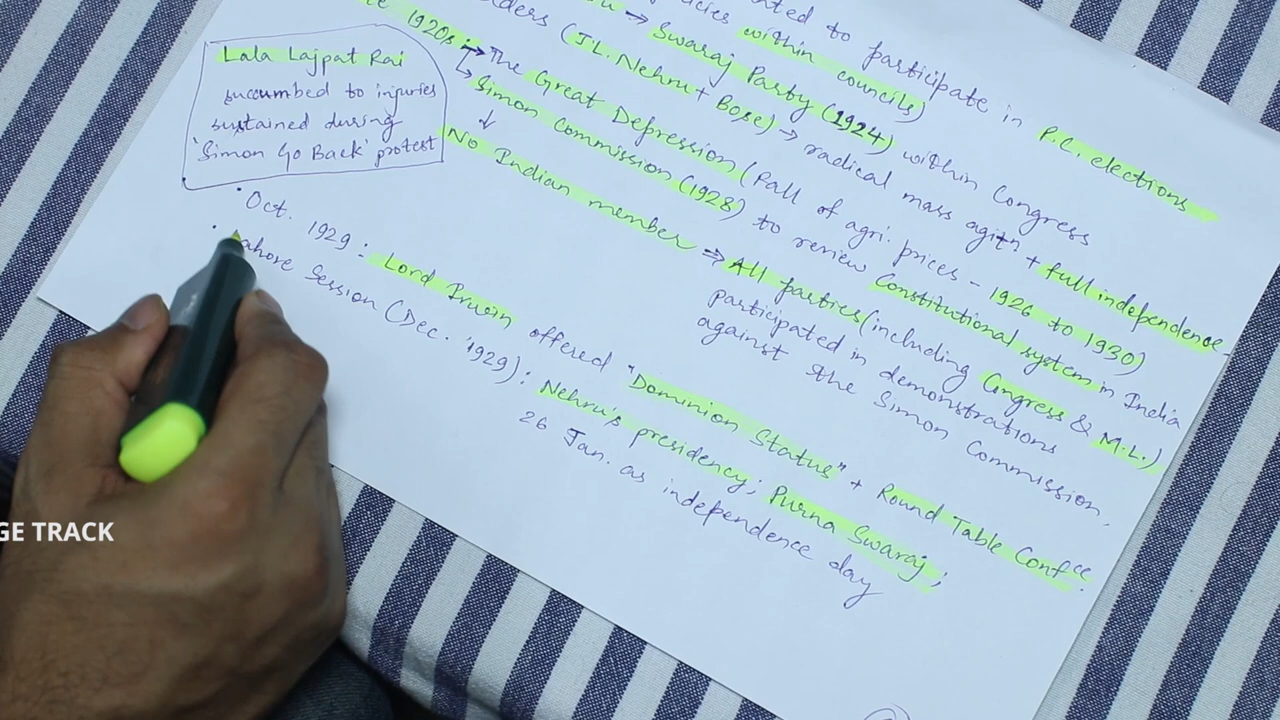 to participate in P.C. elections
within councils)
→ Swaraj Party (1924) within Congress
(J.L. Nehru + Bose) → radical mass agitn + full independence.
1920s :→ The Great Depression (fall of agri. prices - 1926 to 1930)
↳ Simon Commission (1928) to review Constitutional system in India
↓
No Indian member ⇒ All parties (including Congress & M.L.)
participated in demonstrations
against the Simon Commission.
Lala Lajpat Rai
succumbed to injuries
sustained during
'Simon Go Back' protest
• Oct. 1929 : Lord Irwin offered "Dominion Status" + Round Table Confce.
• Lahore Session (Dec. '1929) : Nehru's presidency; Purna Swaraj;
26 Jan. as independence day
GE TRACK